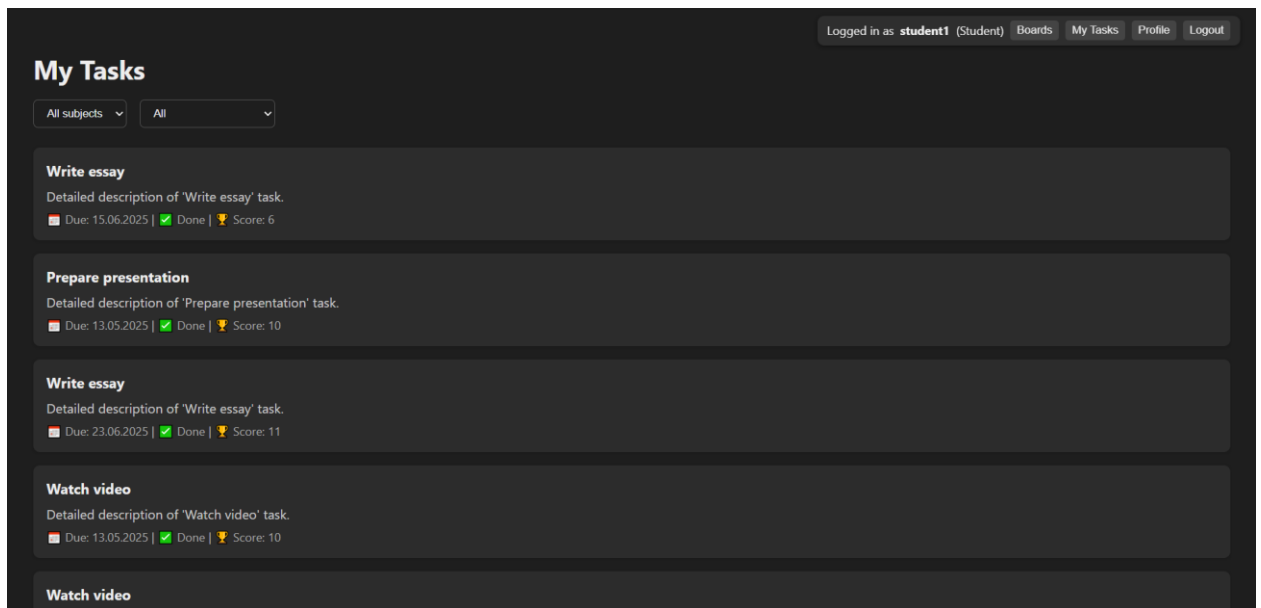 Logged in as student1 (Student) Boards My Tasks Profile Logout
My Tasks
All subjects All
Write essay
Detailed description of 'Write essay' task.
Due: 15.06.2025 | ✅ Done | 🏆 Score: 6
Prepare presentation
Detailed description of 'Prepare presentation' task.
Due: 13.05.2025 | ✅ Done | 🏆 Score: 10
Write essay
Detailed description of 'Write essay' task.
Due: 23.06.2025 | ✅ Done | 🏆 Score: 11
Watch video
Detailed description of 'Watch video' task.
Due: 13.05.2025 | ✅ Done | 🏆 Score: 10
Watch video